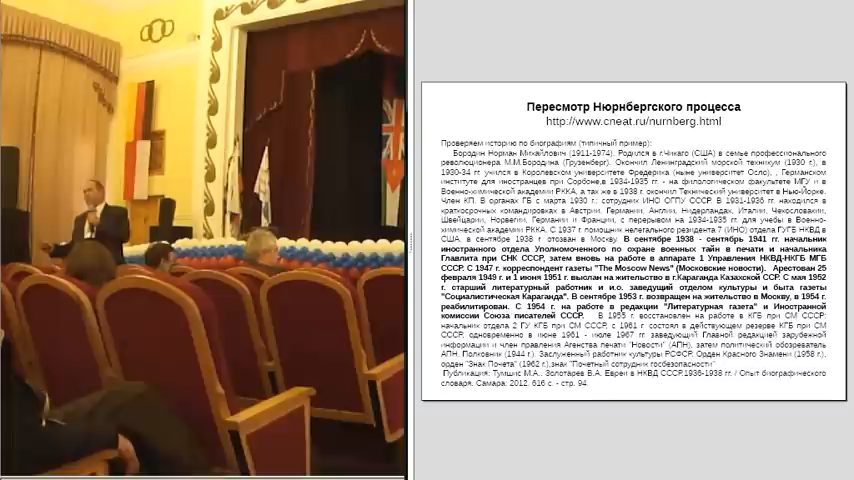 Пересмотр Нюрнбергского процесса
http://www.cneat.ru/nurnberg.html
Проверяем историю по биографиям (типичный пример):
Бородин Норман Михайлович (1911-1974). Родился в г.Чикаго (США) в семье профессионального
революционера М.М.Бородина (Грузенберг). Окончил Ленинградский морской техникум (1930 г.), в
1930-34 гг. учился в Королевском университете Фредерика (ныне университет Осло), , Германском
институте для иностранцев при Сорбоне,в 1934-1935 гг. - на филологическом факультете МГУ и в
Военно-химической академии РККА, а так же в 1938 г. окончил Технический университет в Нью-Йорке.
Член КП. В органах ГБ с марта 1930 г.: сотрудник ИНО ОГПУ СССР. В 1931-1936 гг. находился в
краткосрочных командировках в Австрии, Германии, Англии, Нидерландах, Италии, Чехословакии,
Швейцарии, Норвегии, Германии и Франции, с перерывом на 1934-1935 гг. для учебы в Военно-
химической академии РККА. С 1937 г. помощник нелегального резидента 7 (ИНО) отдела ГУГБ НКВД в
США, в сентябре 1938 г. отозван в Москву. В сентябре 1938 - сентябрь 1941 гг. начальник
иностранного отдела Уполномоченного по охране военных тайн в печати и начальника
Главлита при СНК СССР, затем вновь на работе в аппарате 1 Управления НКВД-НКГБ МГБ
СССР. С 1947 г. корреспондент газеты "The Moscow News" (Московские новости). Арестован 25
февраля 1949 г. и 1 июня 1951 г. выслан на жительство в г.Караганда Казахской ССР. С мая 1952
г. старший литературный работник и и.о. заведущий отделом культуры и быта газеты
"Социалистическая Караганда". В сентябре 1953 г. возвращен на жительство в Москву, в 1954 г.
реабилитирован. С 1954 г. на работе в редакции "Литературная газета" и Иностранной
комиссии Союза писателей СССР. В 1955 г. восстановлен на работе в КГБ при СМ СССР:
начальник отдела 2 ГУ КГБ при СМ СССР, с 1961 г. состоял в действующем резерве КГБ при СМ
СССР, одновременно в июне 1961 - июле 1967 гг. заведующий Главной редакцией зарубежной
информации и член правления Агенства печати "Новости" (АПН), затем политический обозреватель
АПН. Полковник (1944 г.). Заслуженный работник культуры РСФСР. Орден Красного Знамени (1958 г.),
орден "Знак Почета" (1962 г.),знак "Почетный сотрудник госбезопасности"
Публикация: Тумшис М.А., Золотарев В.А. Евреи в НКВД СССР.1936-1938 гг. / Опыт биографического
словаря. Самара: 2012. 616 с. - стр. 94.